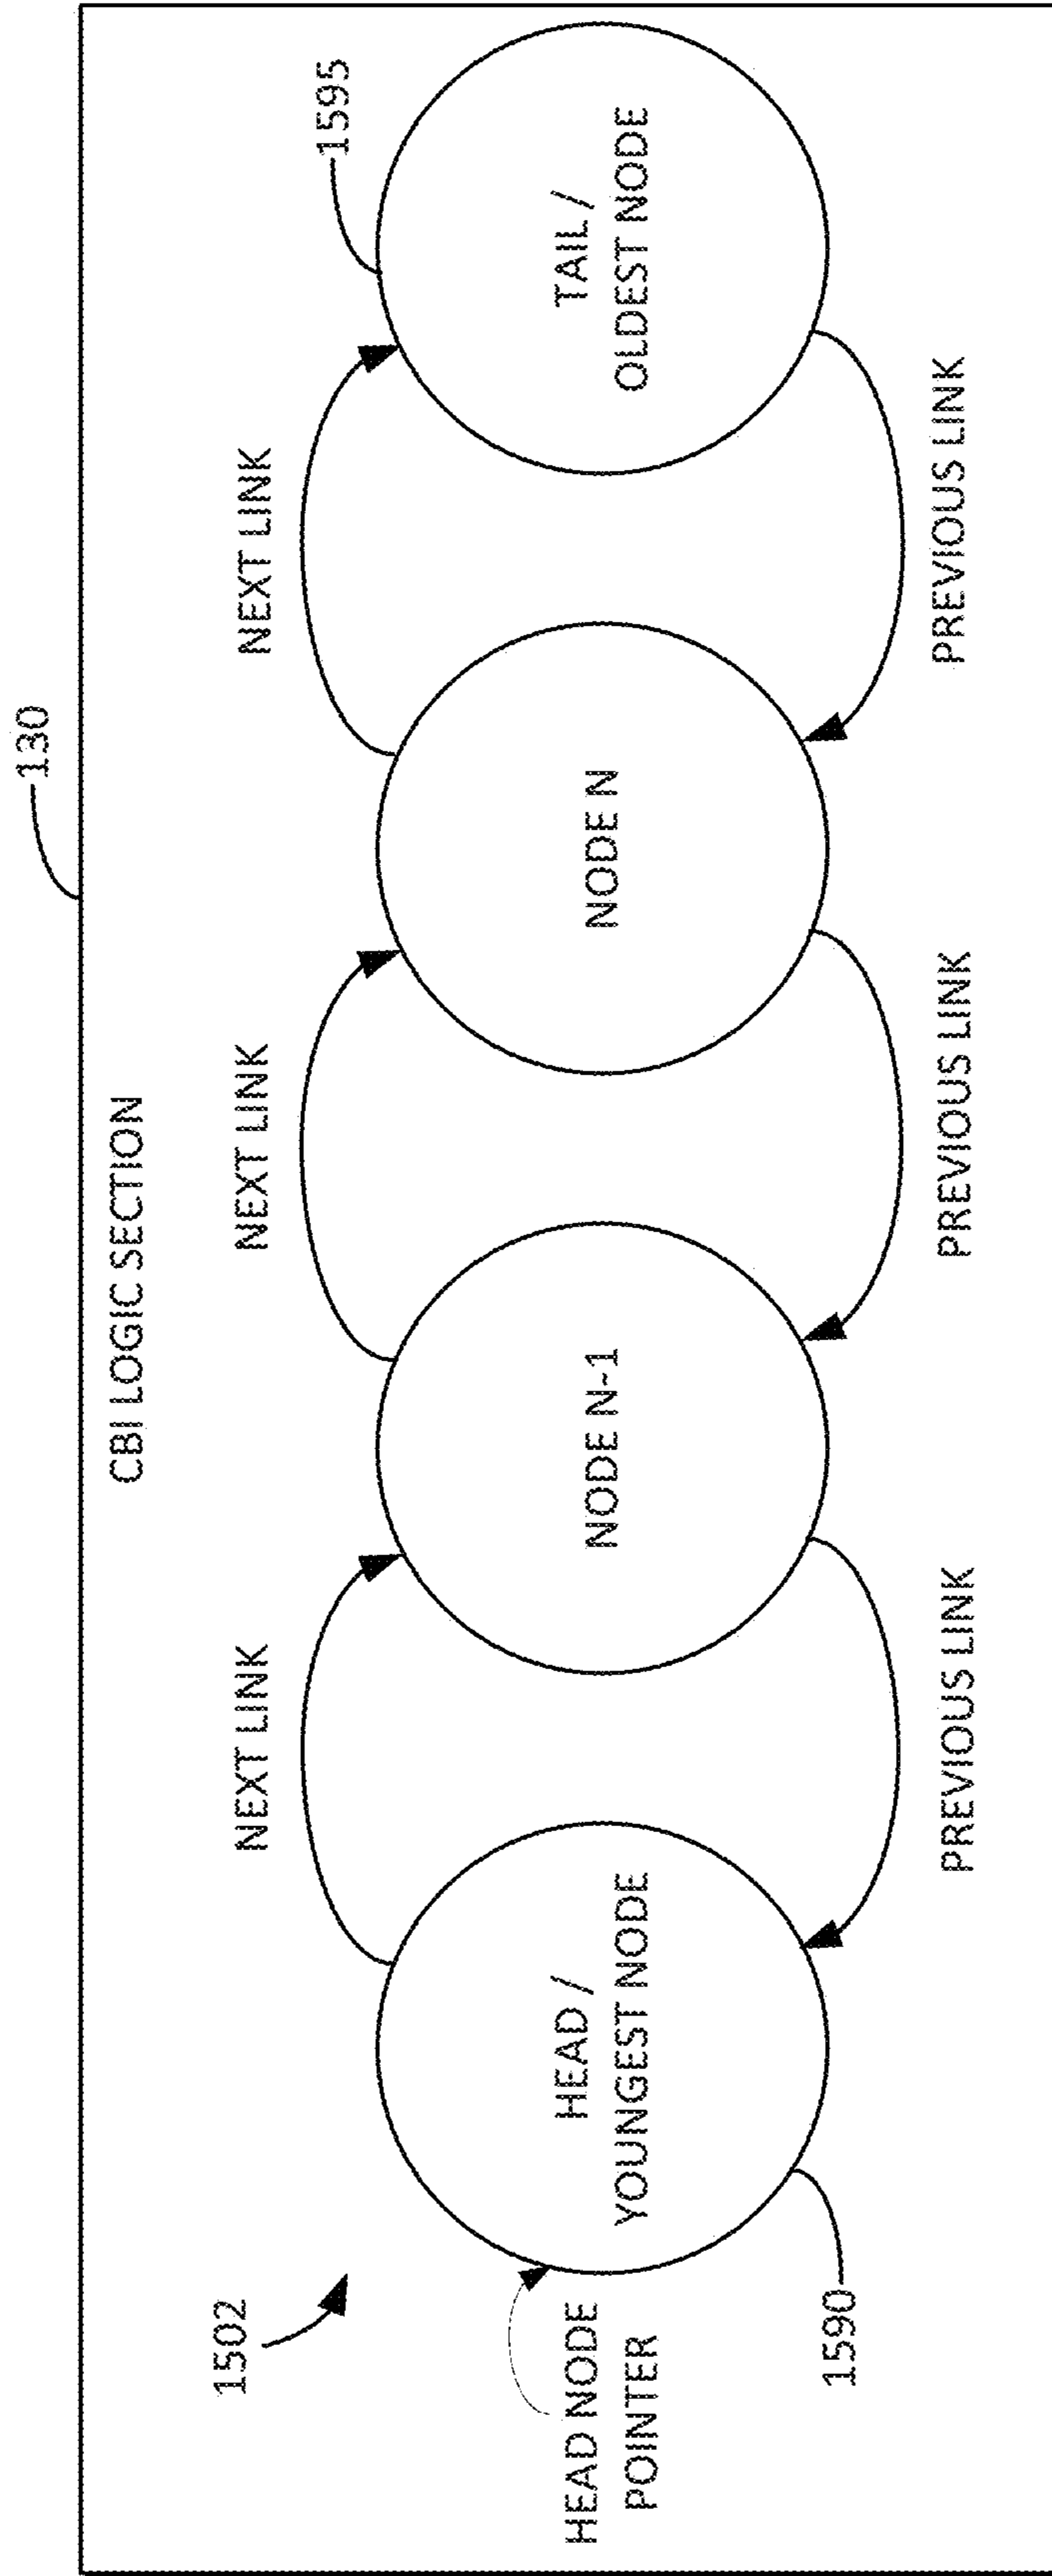 130
CBI LOGIC SECTION
1502
NEXT LINK
NEXT LINK
NEXT LINK
1595
HEAD NODE
POINTER
HEAD /
YOUNGEST NODE
NODE N-1
NODE N
TAIL /
OLDEST NODE
1590
PREVIOUS LINK
PREVIOUS LINK
PREVIOUS LINK